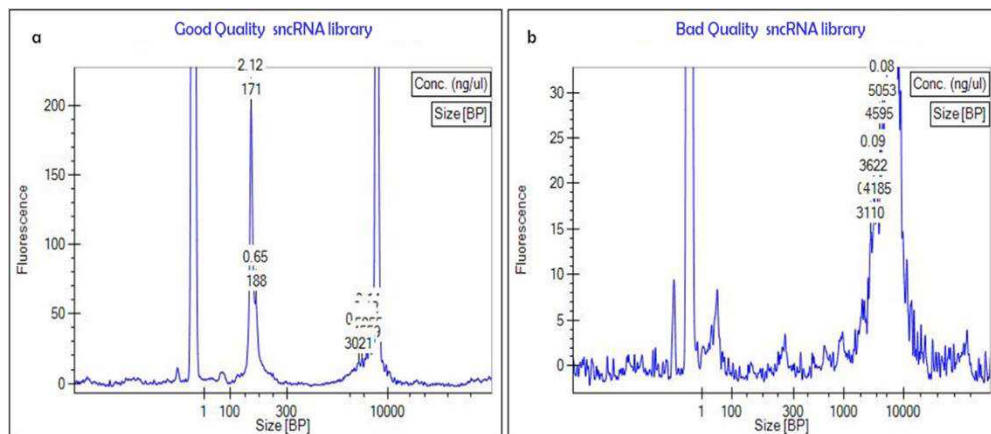 a
Good Quality sncRNA library
Conc. (ng/ul)
Size [BP]
2.12
171
0.65
188
3021
Fluorescence
200
150
100
50
0
1 100 300 10000
Size [BP]
b
Bad Quality sncRNA library
Conc. (ng/ul)
Size [BP]
0.08
5053
4595
0.09
3622
4185
3110
Fluorescence
30
25
20
15
10
5
0
1 100 300 1000 10000
Size [BP]